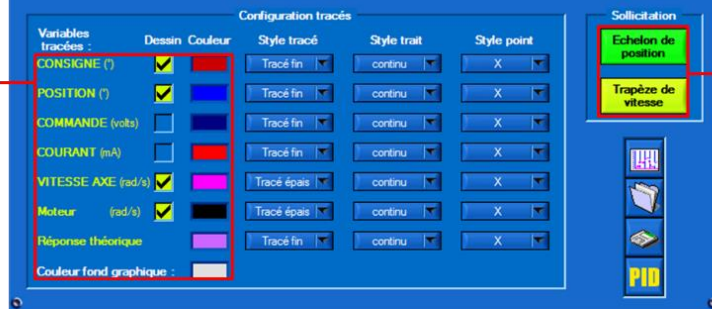 Configuration tracés
Variables tracées :
Dessin Couleur Style tracé Style trait Style point
CONSIGNE (°) Tracé fin continu X
POSITION (°) Tracé fin continu X
COMMANDE (volts) Tracé fin continu X
COURANT (mA) Tracé fin continu X
VITESSE AXE (rad/s) Tracé épais continu X
Moteur (rad/s) Tracé épais continu X
Réponse théorique Tracé fin continu X
Couleur fond graphique :
Sollicitation
Echelon de
position
Trapèze de
vitesse
PID